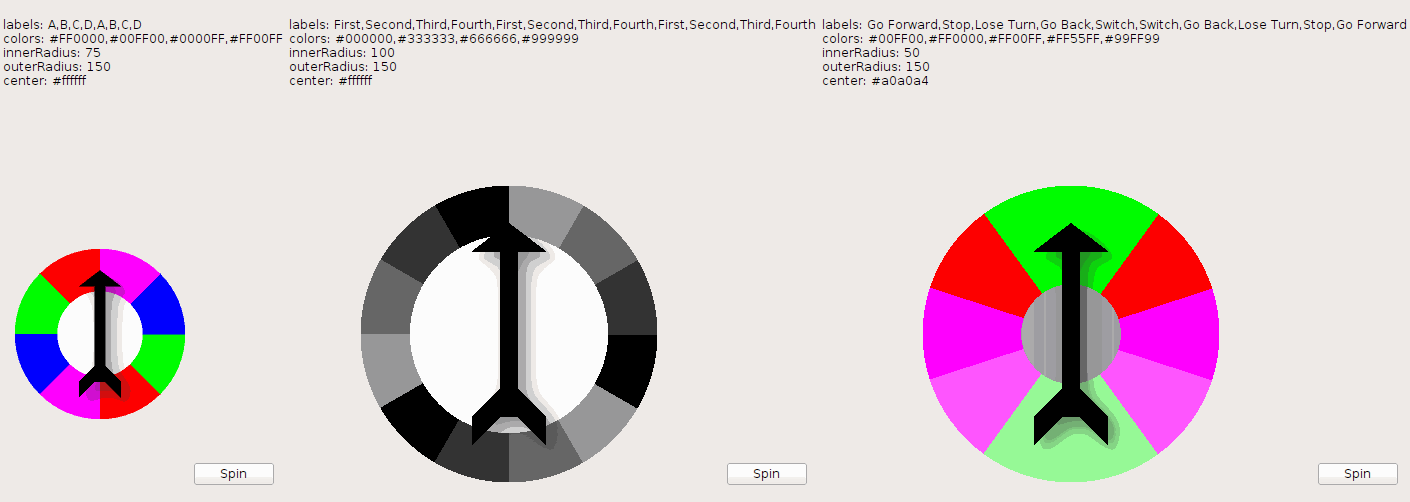 labels: A,B,C,D,A,B,C,D
colors: #FF0000,#00FF00,#0000FF,#FF00FF
innerRadius: 75
outerRadius: 150
center: #ffffff
Spin
labels: First,Second,Third,Fourth,First,Second,Third,Fourth,First,Second,Third,Fourth
colors: #000000,#333333,#666666,#999999
innerRadius: 100
outerRadius: 150
center: #ffffff
Spin
labels: Go Forward,Stop,Lose Turn,Go Back,Switch,Switch,Go Back,Lose Turn,Stop,Go Forward
colors: #00FF00,#FF0000,#FF00FF,#FF55FF,#99FF99
innerRadius: 50
outerRadius: 150
center: #a0a0a4
Spin